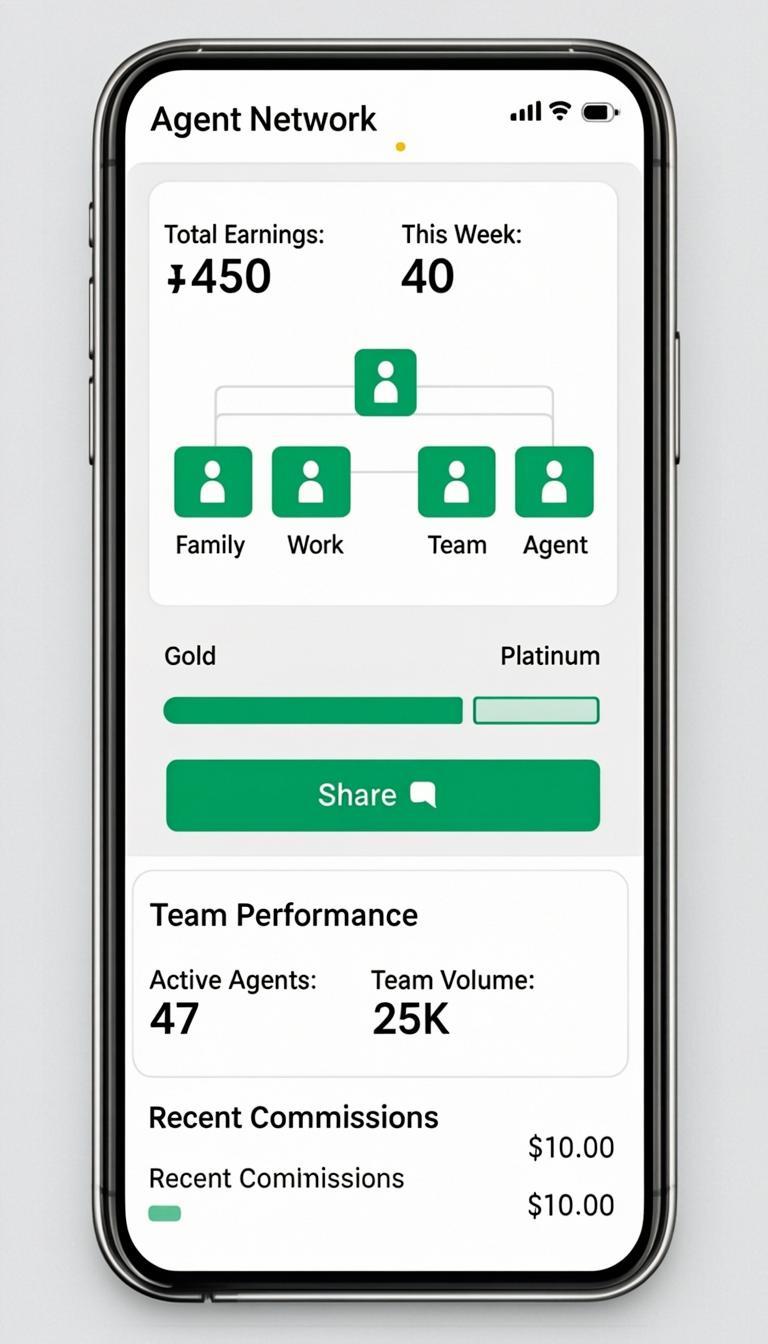 Agent Network
Total Earnings: This Week:
450 40
Family Work Team Agent
Gold Platinum
Share
Team Performance
Active Agents: Team Volume:
47 25K
Recent Commissions
$10.00
Recent Commissions
$10.00